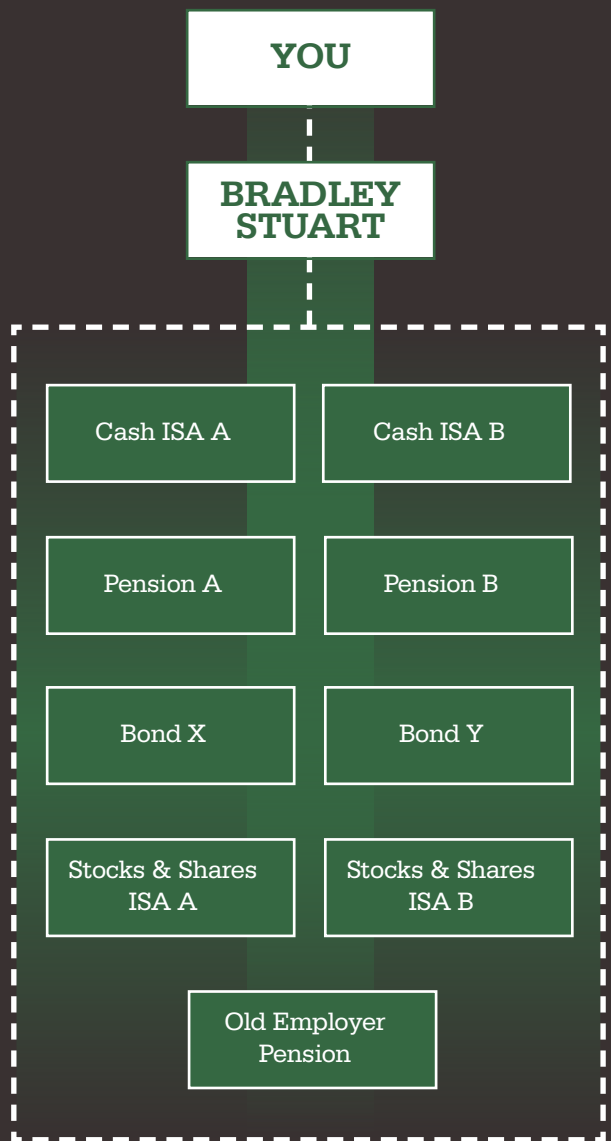 YOU
BRADLEY
STUART
Cash ISA A
Cash ISA B
Pension A
Pension B
Bond X
Bond Y
Stocks & Shares
ISA A
Stocks & Shares
ISA B
Old Employer
Pension